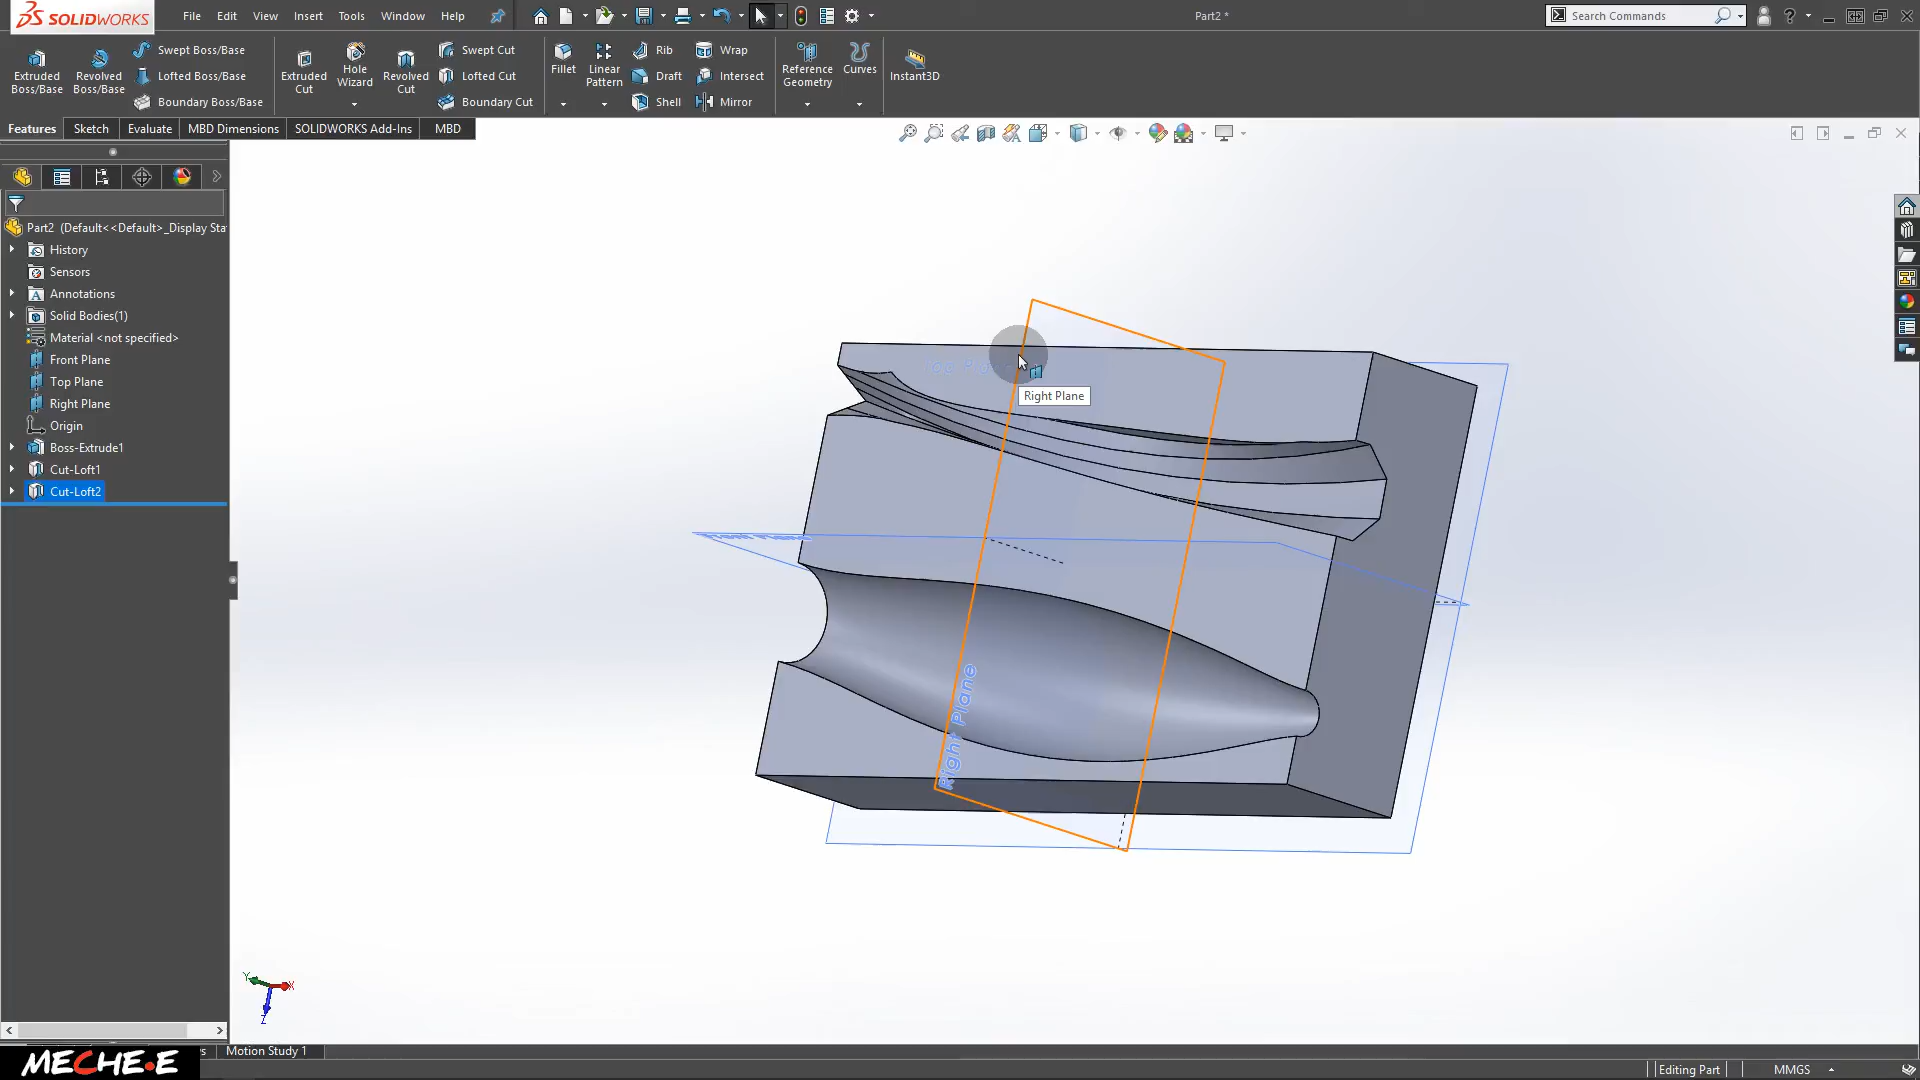 SOLIDWORKS
File Edit View Insert Tools Window Help
Part2 *
Search Commands
Extruded Boss/Base
Revolved Boss/Base
Swept Boss/Base
Lofted Boss/Base
Boundary Boss/Base
Extruded Cut
Hole Wizard
Revolved Cut
Swept Cut
Lofted Cut
Boundary Cut
Fillet
Linear Pattern
Rib
Draft
Shell
Wrap
Intersect
Mirror
Reference Geometry
Curves
Instant3D
Features Sketch Evaluate MBD Dimensions SOLIDWORKS Add-Ins MBD
Part2 (Default<<Default>_Display Sta
History
Sensors
Annotations
Solid Bodies(1)
Material <not specified>
Front Plane
Top Plane
Right Plane
Origin
Boss-Extrude1
Cut-Loft1
Cut-Loft2
Right Plane
Right Plane
Y
X
Z
Motion Study 1
MECHE.E
Editing Part
MMGS